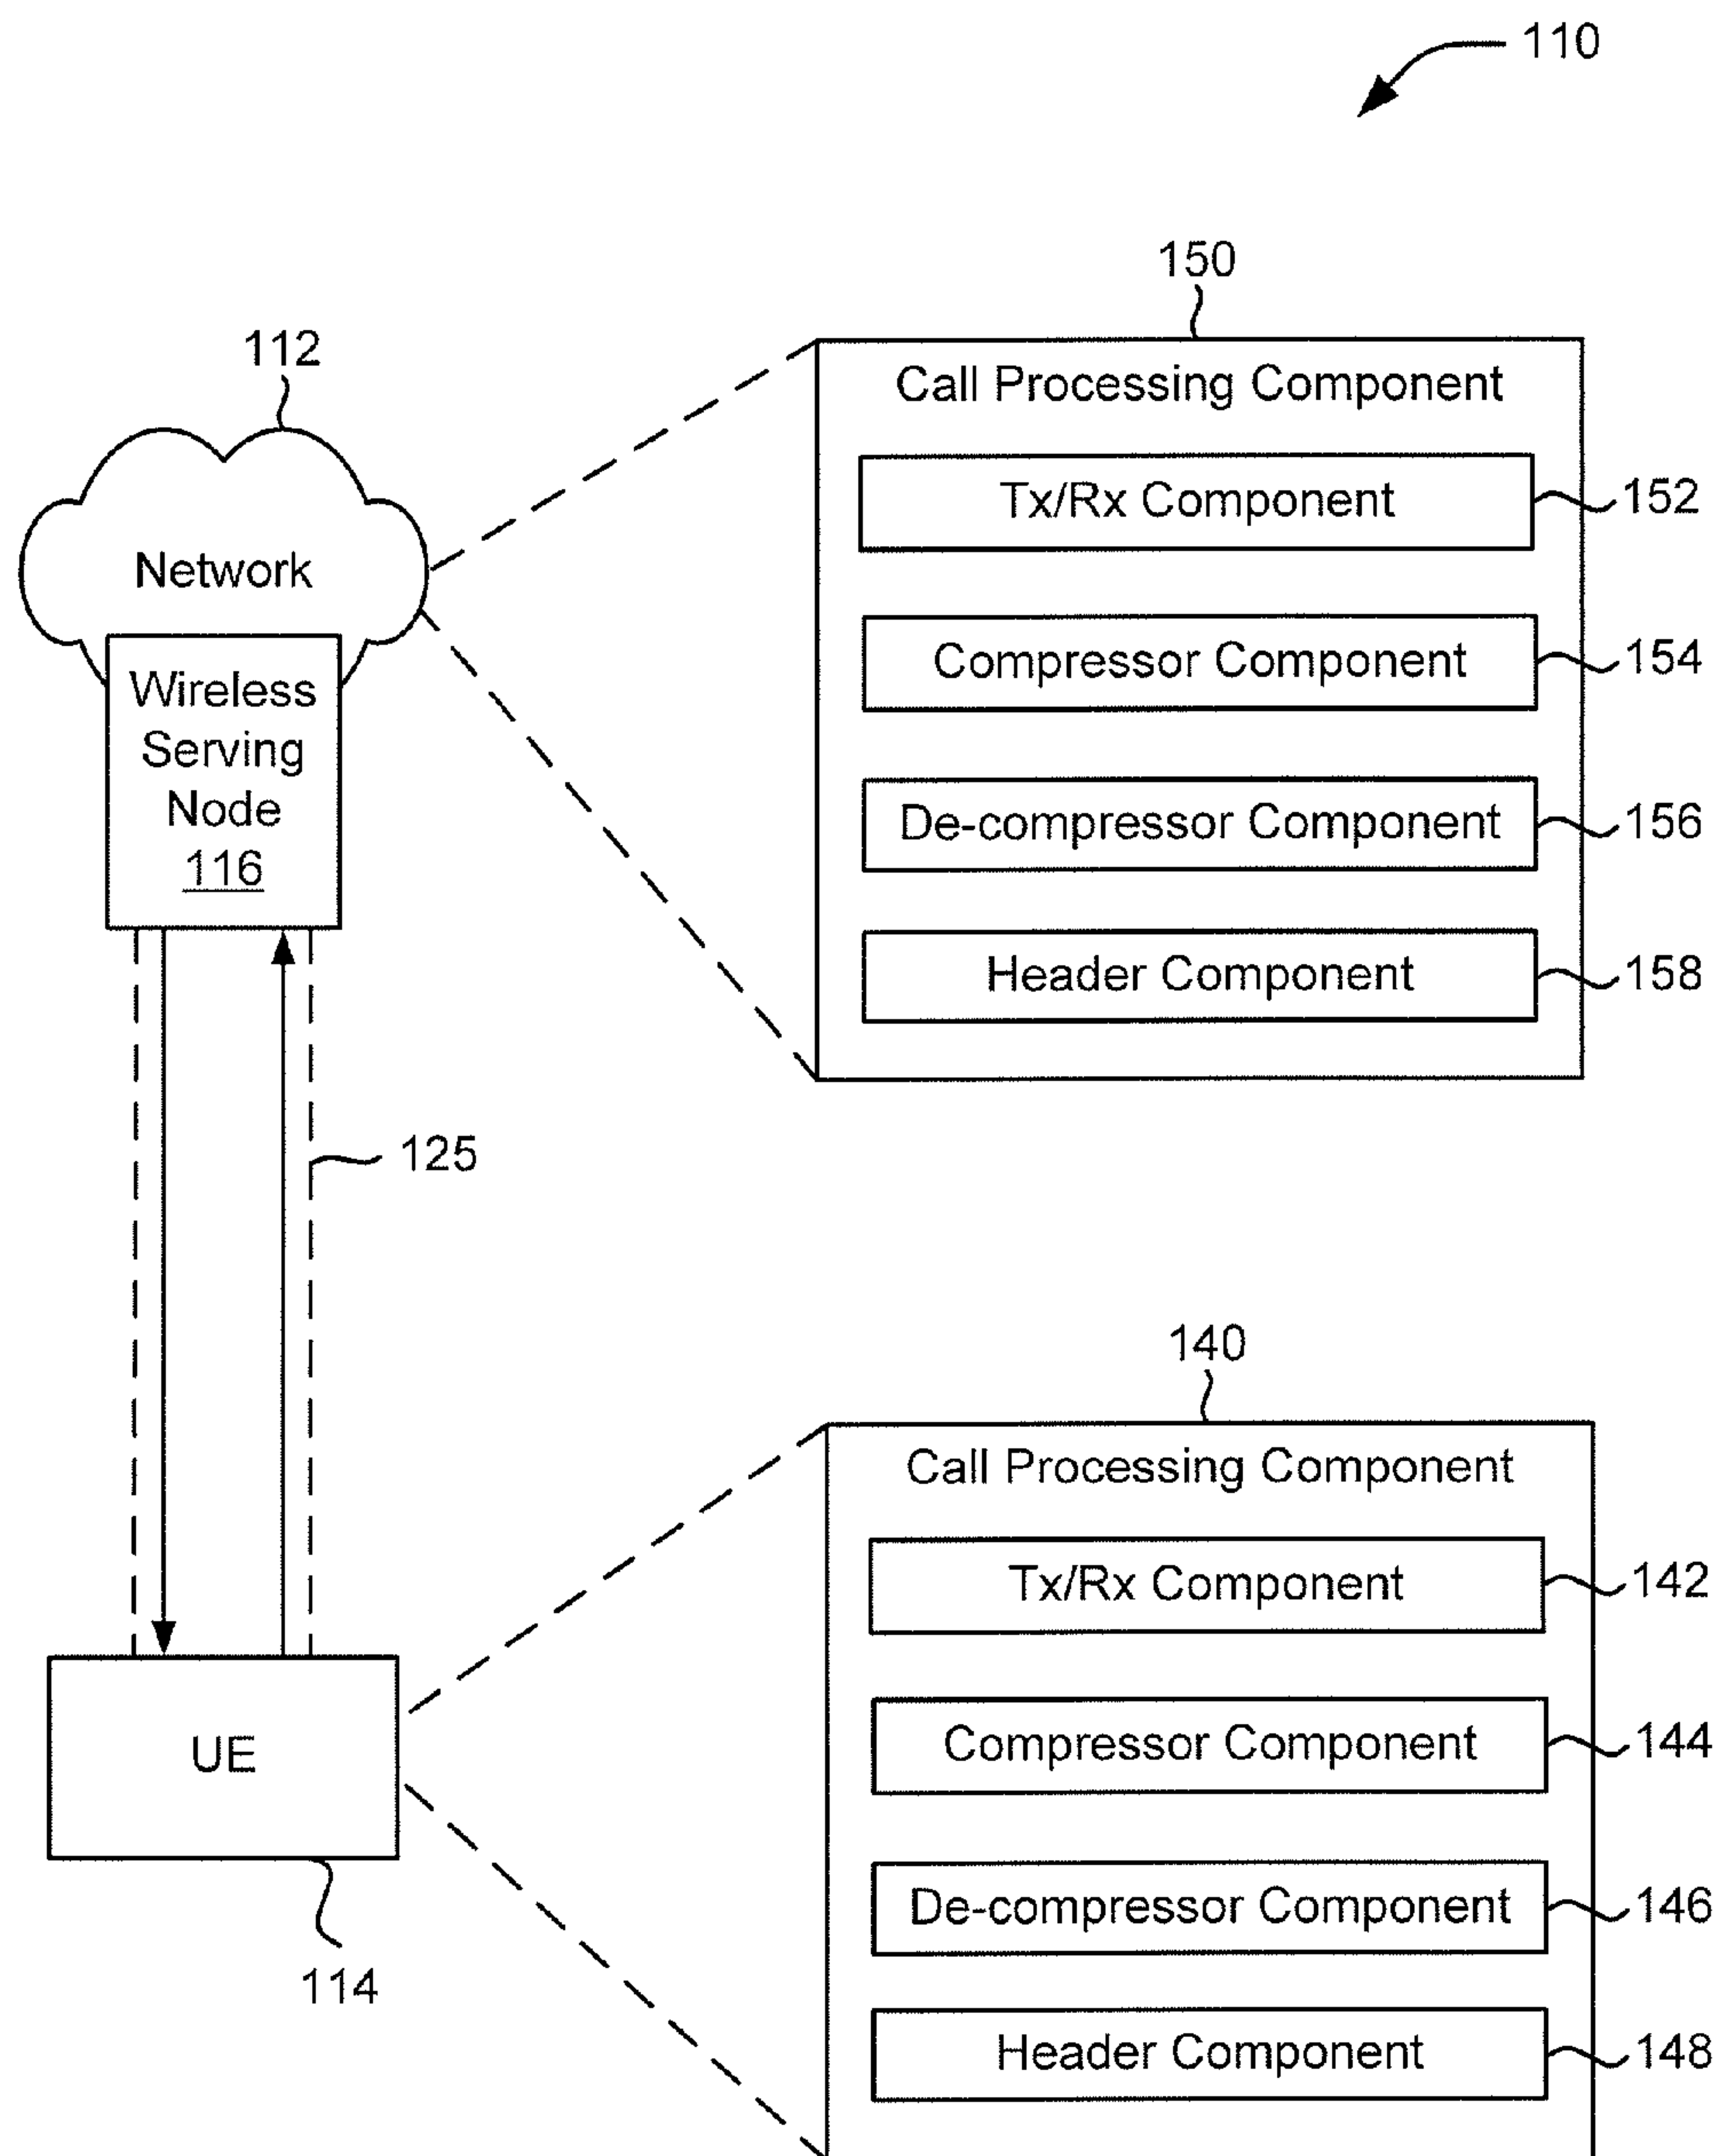 110
150
112
Call Processing Component
Tx/Rx Component
152
Network
Compressor Component
154
Wireless
Serving
Node
116
De-compressor Component
156
Header Component
158
125
140
Call Processing Component
Tx/Rx Component
142
UE
Compressor Component
144
De-compressor Component
146
114
Header Component
148